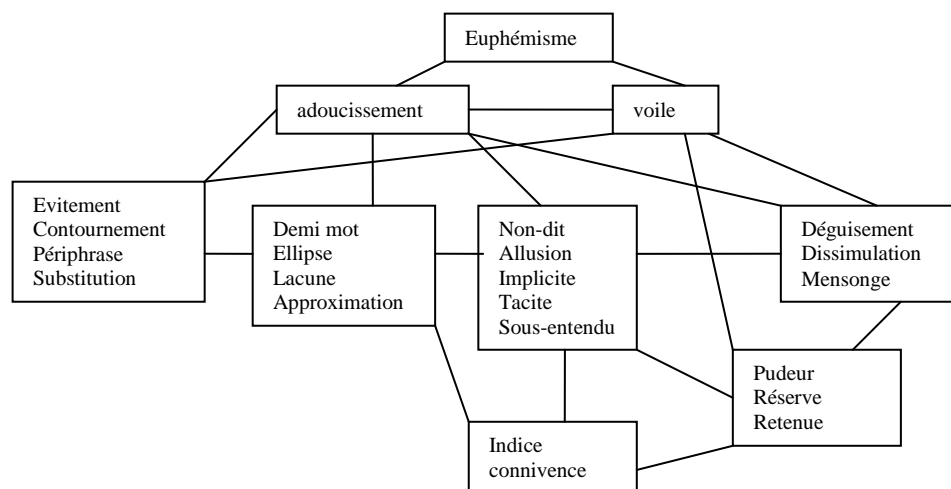 Euphémisme
adoucissement
voile
Evitement
Contournement
Périphrase
Substitution
Demi mot
Ellipse
Lacune
Approximation
Non-dit
Allusion
Implicite
Tacite
Sous-entendu
Déguisement
Dissimulation
Mensonge
Pudeur
Réserve
Retenue
Indice
connivence